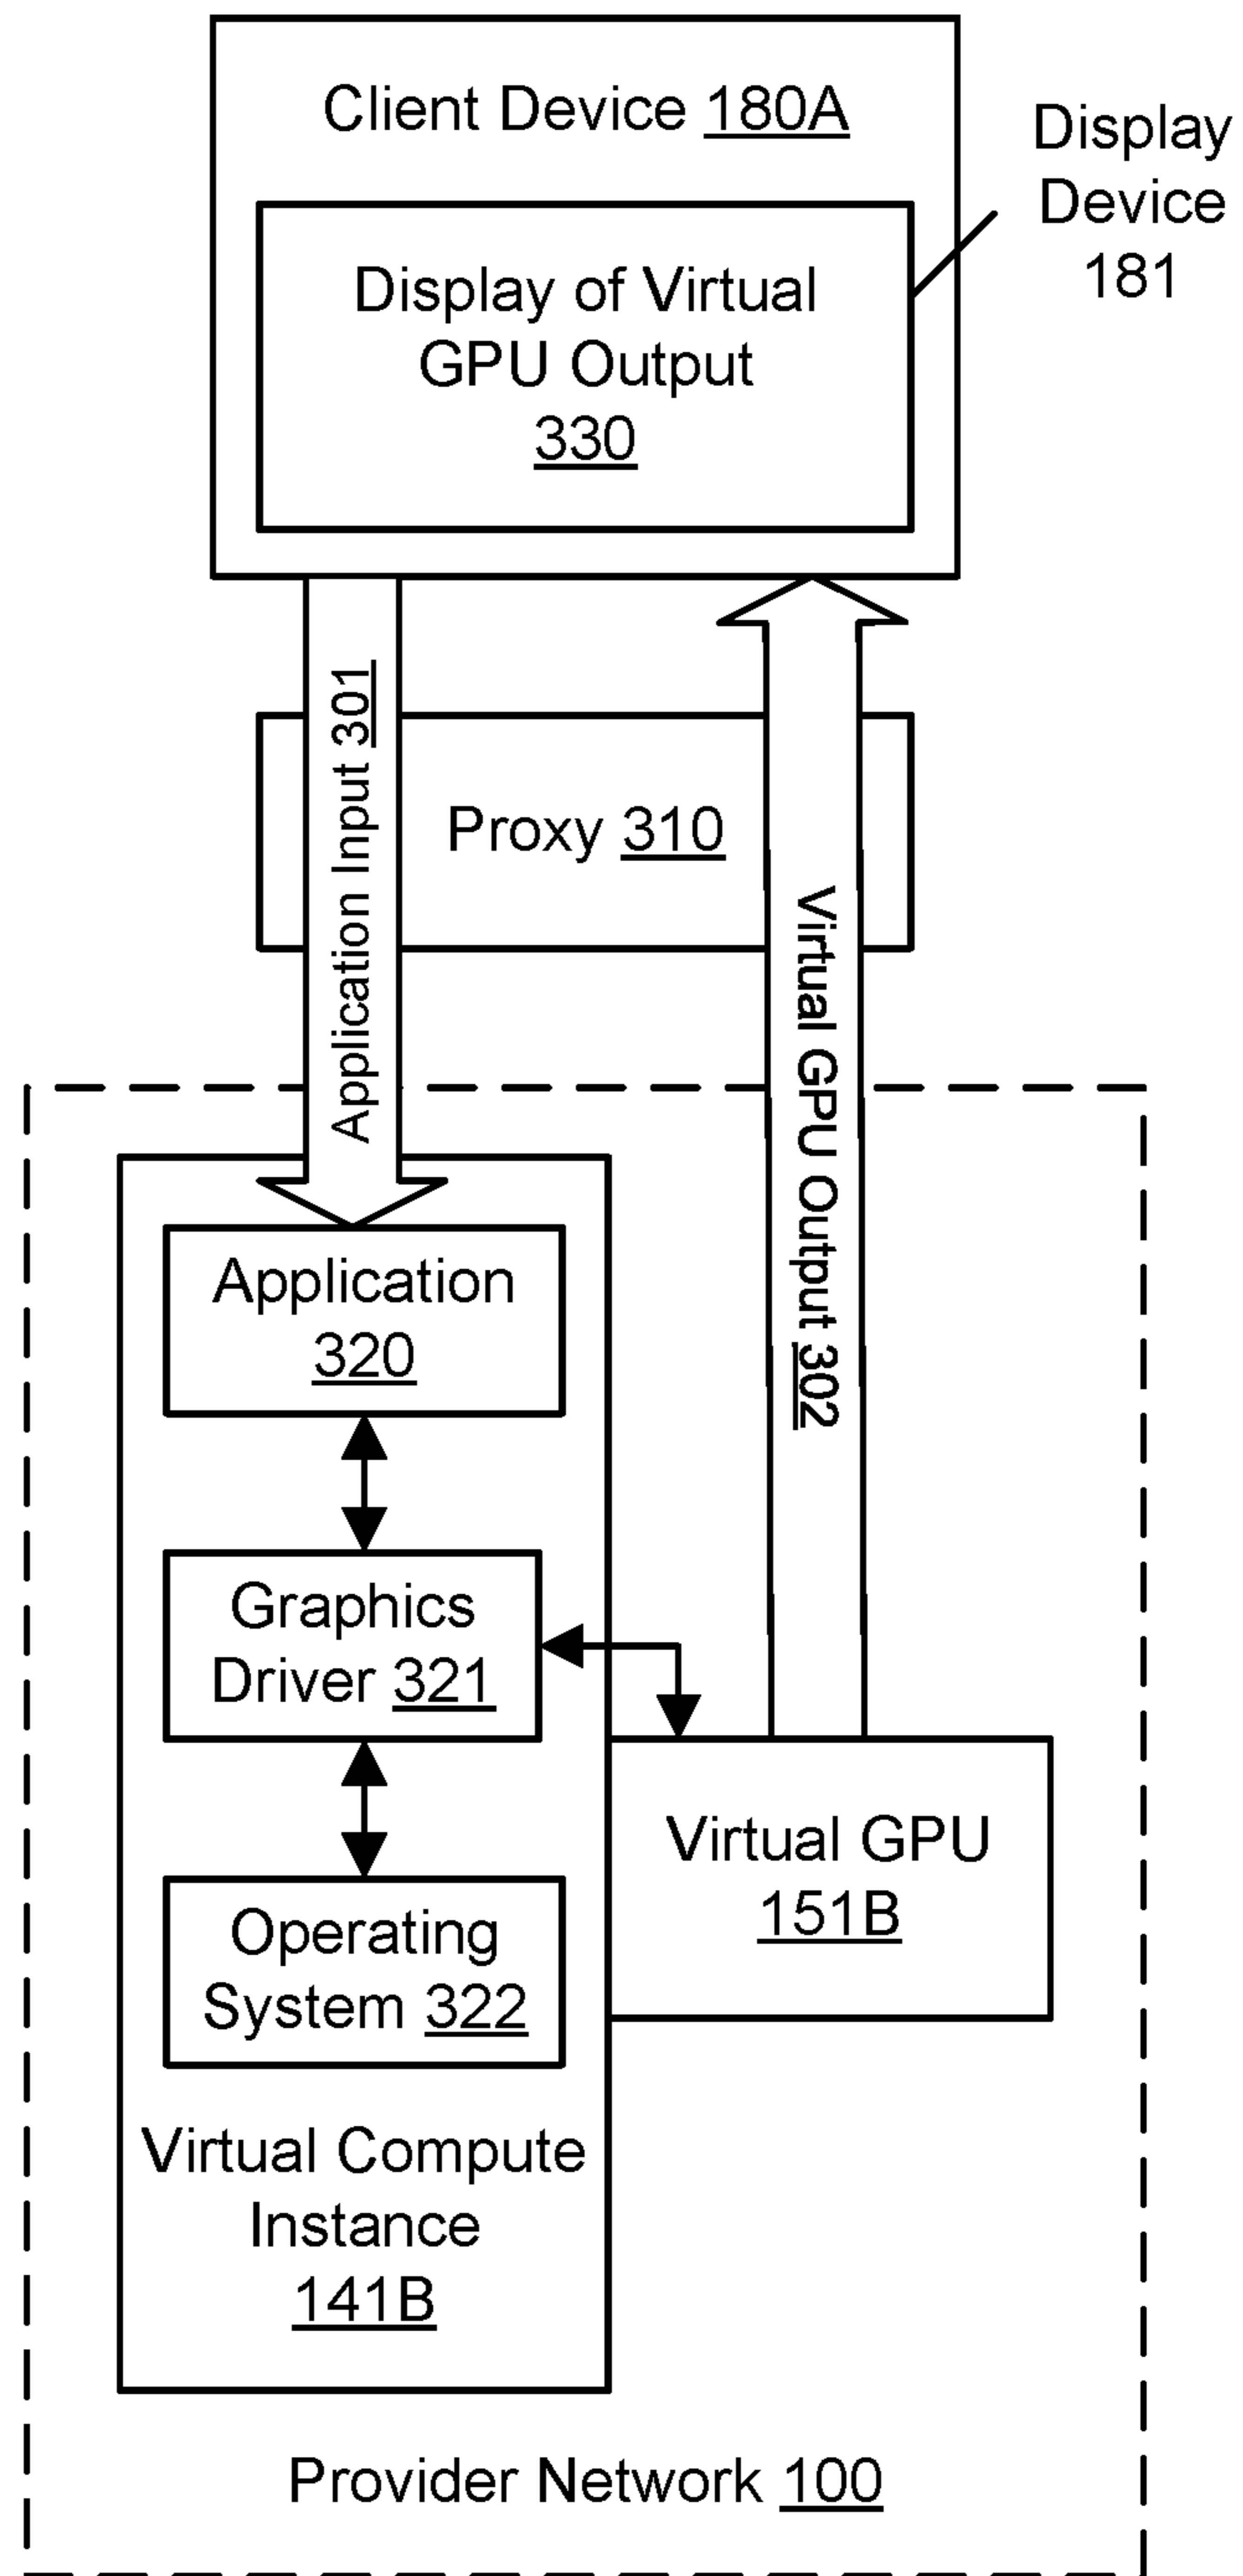 Client Device 180A
Display
Device
181
Display of Virtual
GPU Output
330
Application Input 301
Proxy 310
Virtual GPU Output 302
Application
320
Graphics
Driver 321
Virtual GPU
151B
Operating
System 322
Virtual Compute
Instance
141B
Provider Network 100